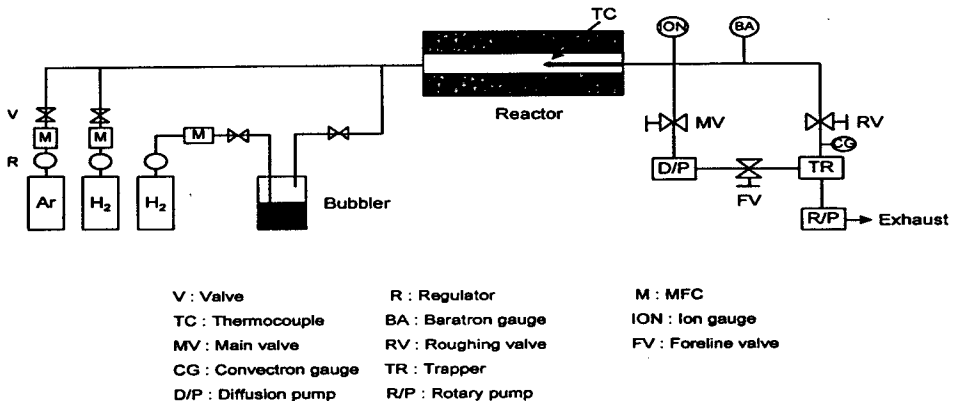 TC
ION
BA
Reactor
V
M
M
M
MV
RV
CG
R
D/P
TR
Ar
H2
H2
Bubbler
FV
R/P
Exhaust
V : Valve
R : Regulator
M : MFC
TC : Thermocouple
BA : Baratron gauge
ION : Ion gauge
MV : Main valve
RV : Roughing valve
FV : Foreline valve
CG : Convectron gauge
TR : Trapper
D/P : Diffusion pump
R/P : Rotary pump